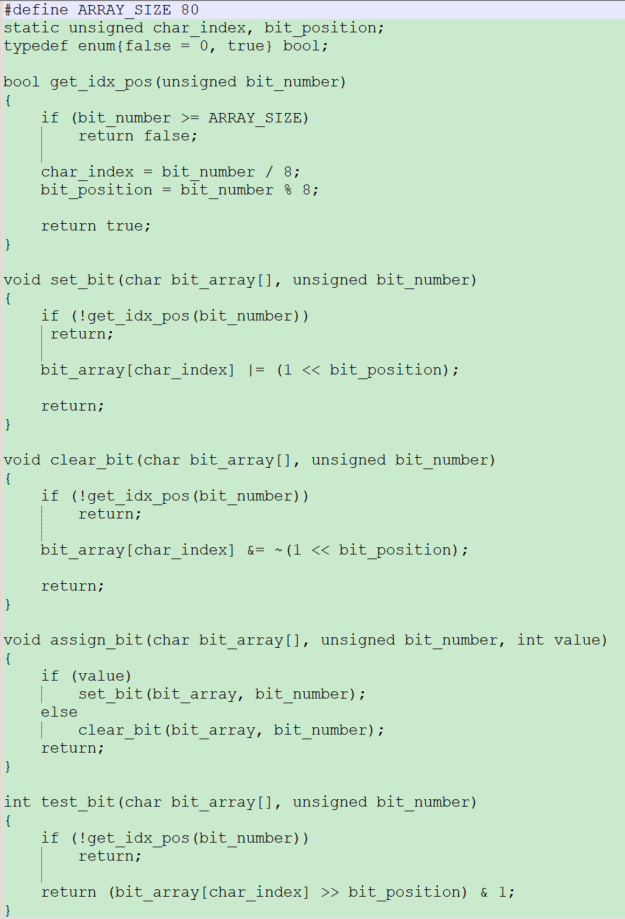 #define ARRAY_SIZE 80
static unsigned char_index, bit_position;
typedef enum{false = 0, true} bool;

bool get_idx_pos(unsigned bit_number)
{
    if (bit_number >= ARRAY_SIZE)
        return false;

    char_index = bit_number / 8;
    bit_position = bit_number % 8;

    return true;
}

void set_bit(char bit_array[], unsigned bit_number)
{
    if (!get_idx_pos(bit_number))
     return;

    bit_array[char_index] |= (1 << bit_position);

    return;
}

void clear_bit(char bit_array[], unsigned bit_number)
{
    if (!get_idx_pos(bit_number))
        return;

    bit_array[char_index] &= ~(1 << bit_position);

    return;
}

void assign_bit(char bit_array[], unsigned bit_number, int value)
{
    if (value)
        set_bit(bit_array, bit_number);
    else
        clear_bit(bit_array, bit_number);
    return;
}

int test_bit(char bit_array[], unsigned bit_number)
{
    if (!get_idx_pos(bit_number))
        return;

    return (bit_array[char_index] >> bit_position) & 1;
}